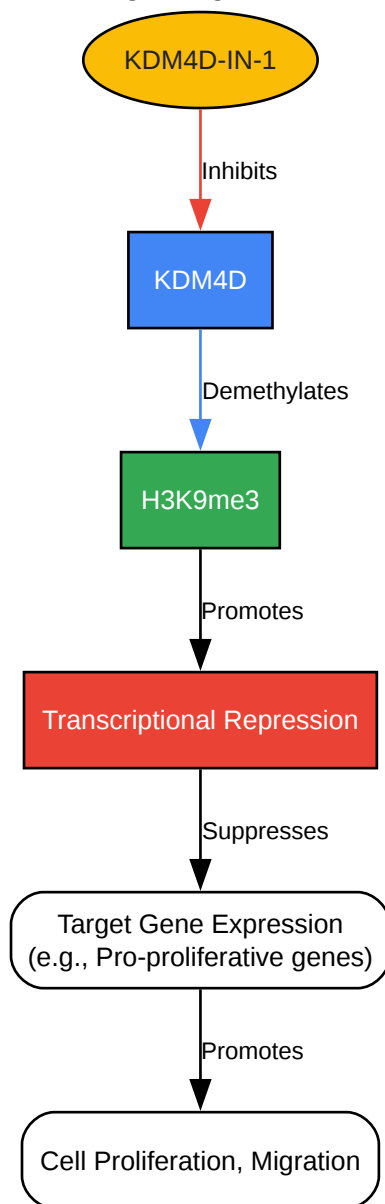 KDM4D-IN-1
Inhibits
KDM4D
Demethylates
H3K9me3
Promotes
Transcriptional Repression
Suppresses
Target Gene Expression
(e.g., Pro-proliferative genes)
Promotes
Cell Proliferation, Migration